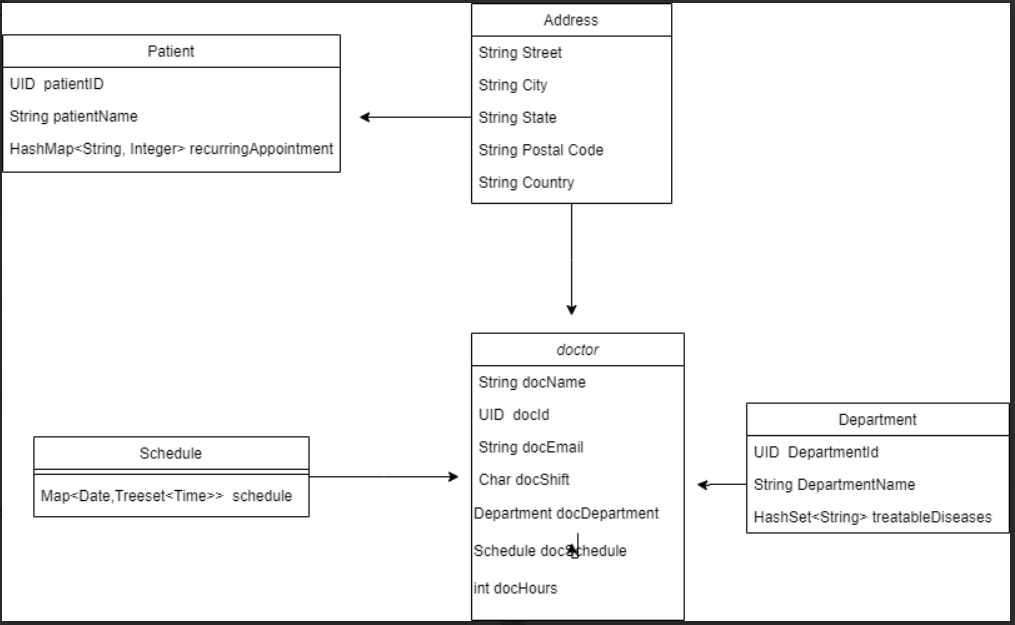 Address
String Street
String City
String State
String Postal Code
String Country
Patient
UID patientID
String patientName
HashMap<String, Integer> recurringAppointment
doctor
String docName
UID docId
String docEmail
Char docShift
Department docDepartment
Schedule docSchedule
int docHours
Schedule
Map<Date,Treeset<Time>> schedule
Department
UID DepartmentId
String DepartmentName
HashSet<String> treatableDiseases